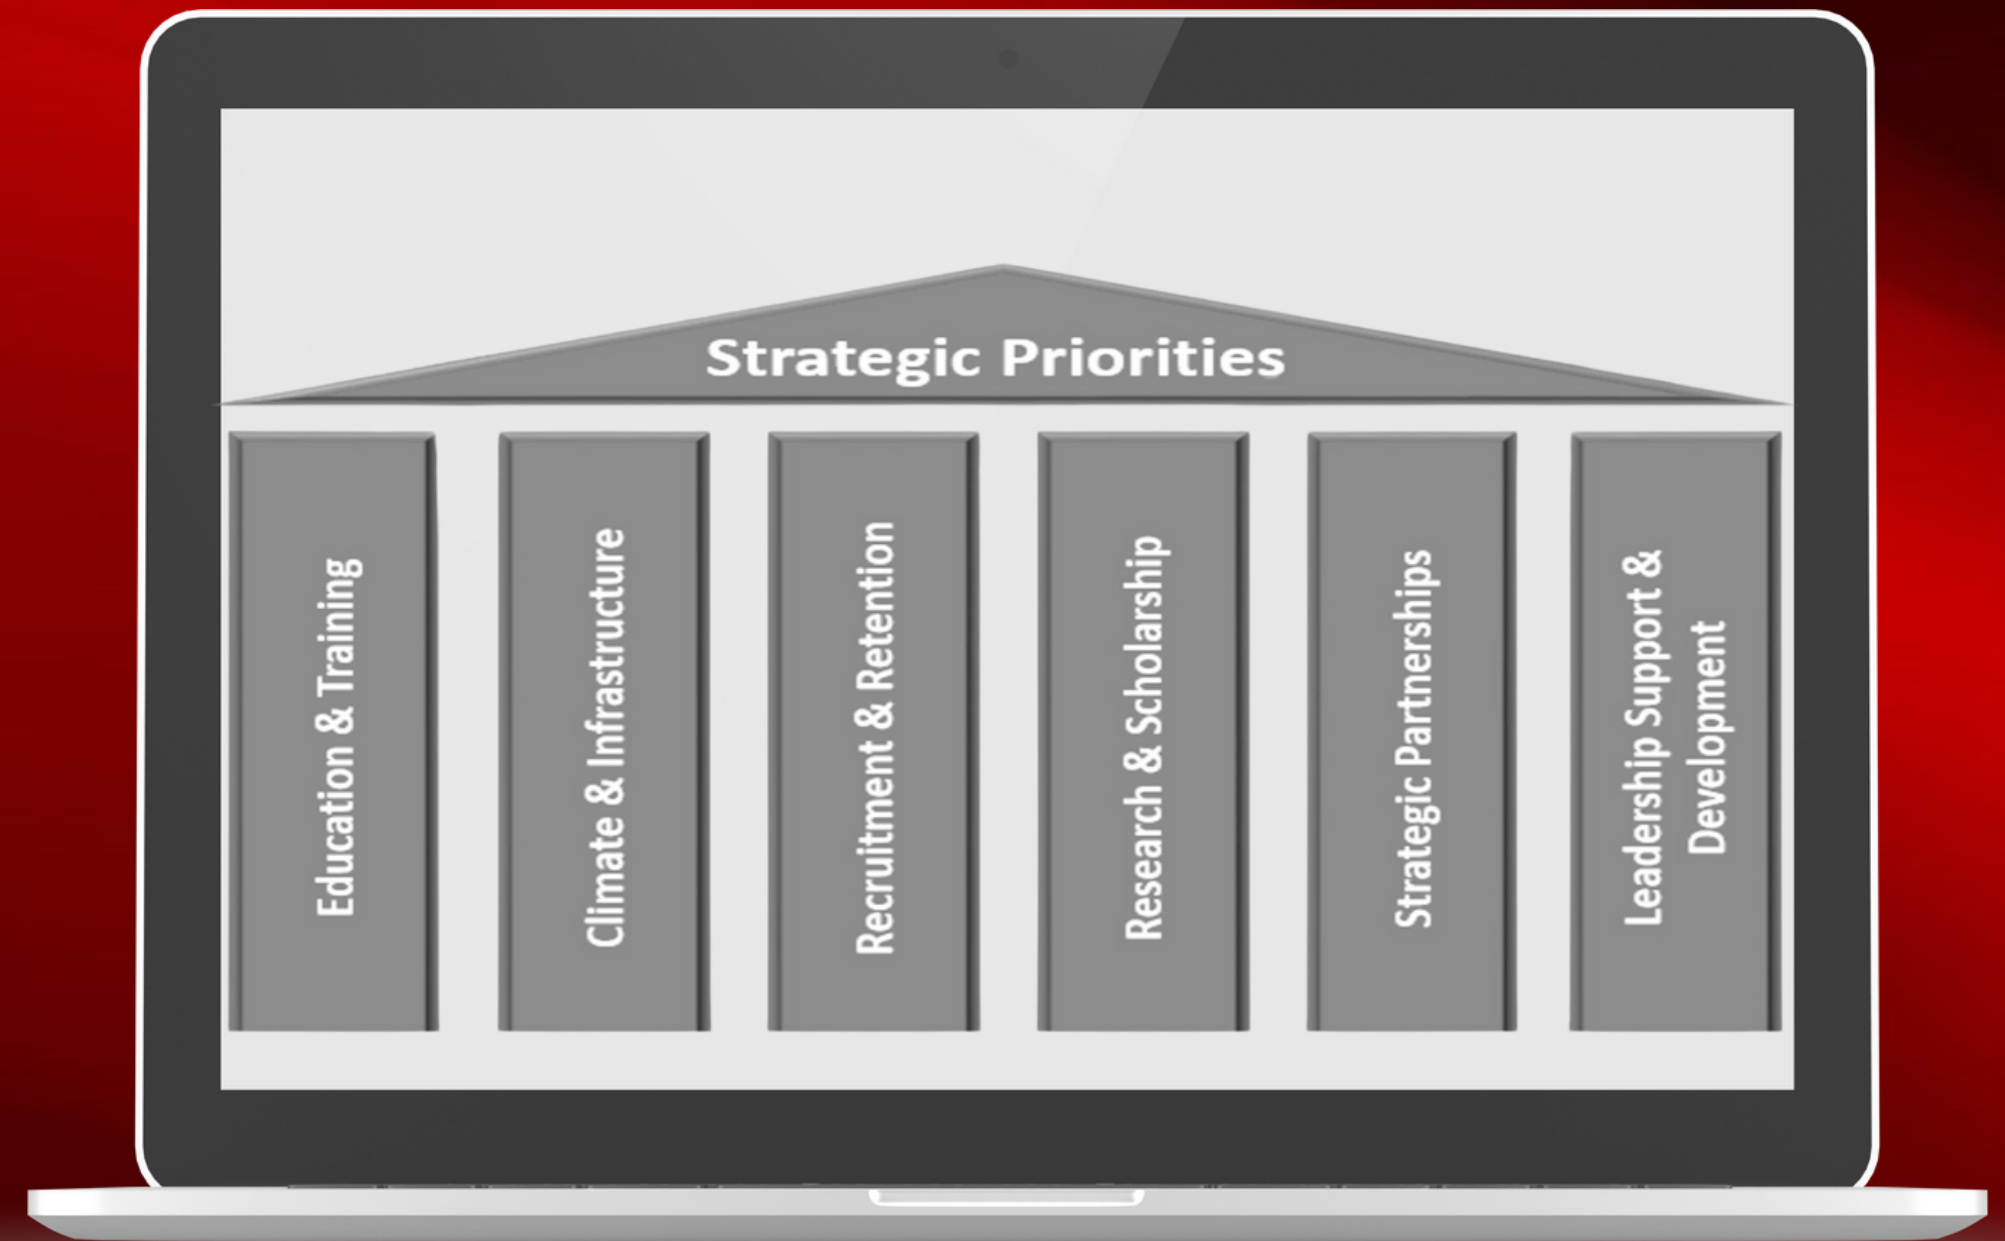 Strategic Priorities
Education & Training
Climate & Infrastructure
Recruitment & Retention
Research & Scholarship
Strategic Partnerships
Leadership Support &
Development